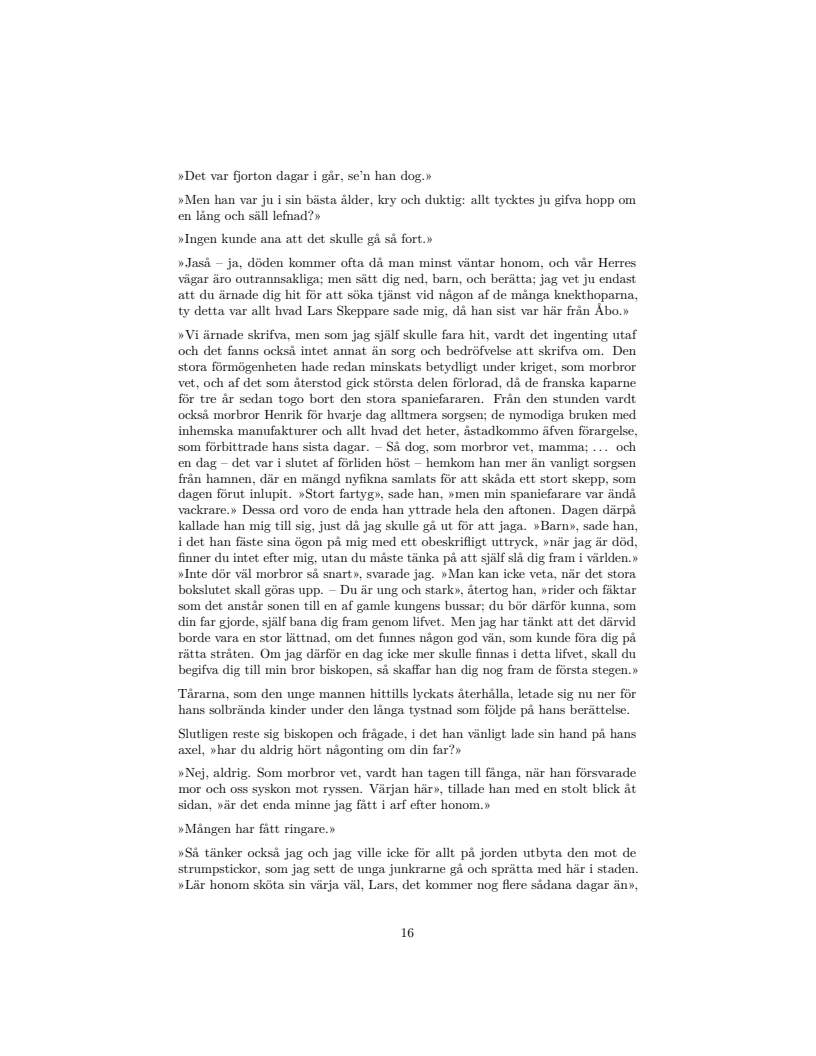 »Det var fjorton dagar i går, se'n han dog.»
»Men han var ju i sin bästa ålder, kry och duktig: allt tycktes ju gifva hopp om
en lång och säll lefnad?»
»Ingen kunde ana att det skulle gå så fort.»
»Jaså – ja, döden kommer ofta då man minst väntar honom, och vår Herres
vägar äro outrannsakliga; men sätt dig ned, barn, och berätta; jag vet ju endast
att du ärnade dig hit för att söka tjänst vid någon af de många knekthoparna,
ty detta var allt hvad Lars Skeppare sade mig, då han sist var här från Åbo.»
»Vi ärnade skrifva, men som jag själf skulle fara hit, vardt det ingenting utaf
och det fanns också intet annat än sorg och bedröfvelse att skrifva om. Den
stora förmögenheten hade redan minskats betydligt under kriget, som morbror
vet, och af det som återstod gick största delen förlorad, då de franska kaparne
för tre år sedan togo bort den stora spaniefararen. Från den stunden vardt
också morbror Henrik för hvarje dag alltmera sorgsen; de nymodiga bruken med
inhemska manufakturer och allt hvad det heter, åstadkommo äfven förargelse,
som förbittrade hans sista dagar. – Så dog, som morbror vet, mamma; ... och
en dag – det var i slutet af förliden höst – hemkom han mer än vanligt sorgsen
från hamnen, där en mängd nyfikna samlats för att skåda ett stort skepp, som
dagen förut inlupit. »Stort fartyg», sade han, »men min spaniefarare var ändå
vackrare.» Dessa ord voro de enda han yttrade hela den aftonen. Dagen därpå
kallade han mig till sig, just då jag skulle gå ut för att jaga. »Barn», sade han,
i det han fäste sina ögon på mig med ett obeskrifligt uttryck, »när jag är död,
finner du intet efter mig, utan du måste tänka på att själf slå dig fram i världen.»
»Inte dör väl morbror så snart», svarade jag. »Man kan icke veta, när det stora
bokslutet skall göras upp. – Du är ung och stark», återtog han, »rider och fäktar
som det anstår sonen till en af gamle kungens bussar; du bör därför kunna, som
din far gjorde, själf bana dig fram genom lifvet. Men jag har tänkt att det därvid
borde vara en stor lättnad, om det funnes någon god vän, som kunde föra dig på
rätta stråten. Om jag därför en dag icke mer skulle finnas i detta lifvet, skall du
begifva dig till min bror biskopen, så skaffar han dig nog fram de första stegen.»
Tårarna, som den unge mannen hittills lyckats återhålla, letade sig nu ner för
hans solbrända kinder under den långa tystnad som följde på hans berättelse.
Slutligen reste sig biskopen och frågade, i det han vänligt lade sin hand på hans
axel, »har du aldrig hört någonting om din far?»
»Nej, aldrig. Som morbror vet, vardt han tagen till fånga, när han försvarade
mor och oss syskon mot ryssen. Värjan här», tillade han med en stolt blick åt
sidan, »är det enda minne jag fått i arf efter honom.»
»Mången har fått ringare.»
»Så tänker också jag och jag ville icke för allt på jorden utbyta den mot de
strumpstickor, som jag sett de unga junkrarne gå och sprätta med här i staden.
»Lär honom sköta sin värja väl, Lars, det kommer nog flere sådana dagar än»,
16